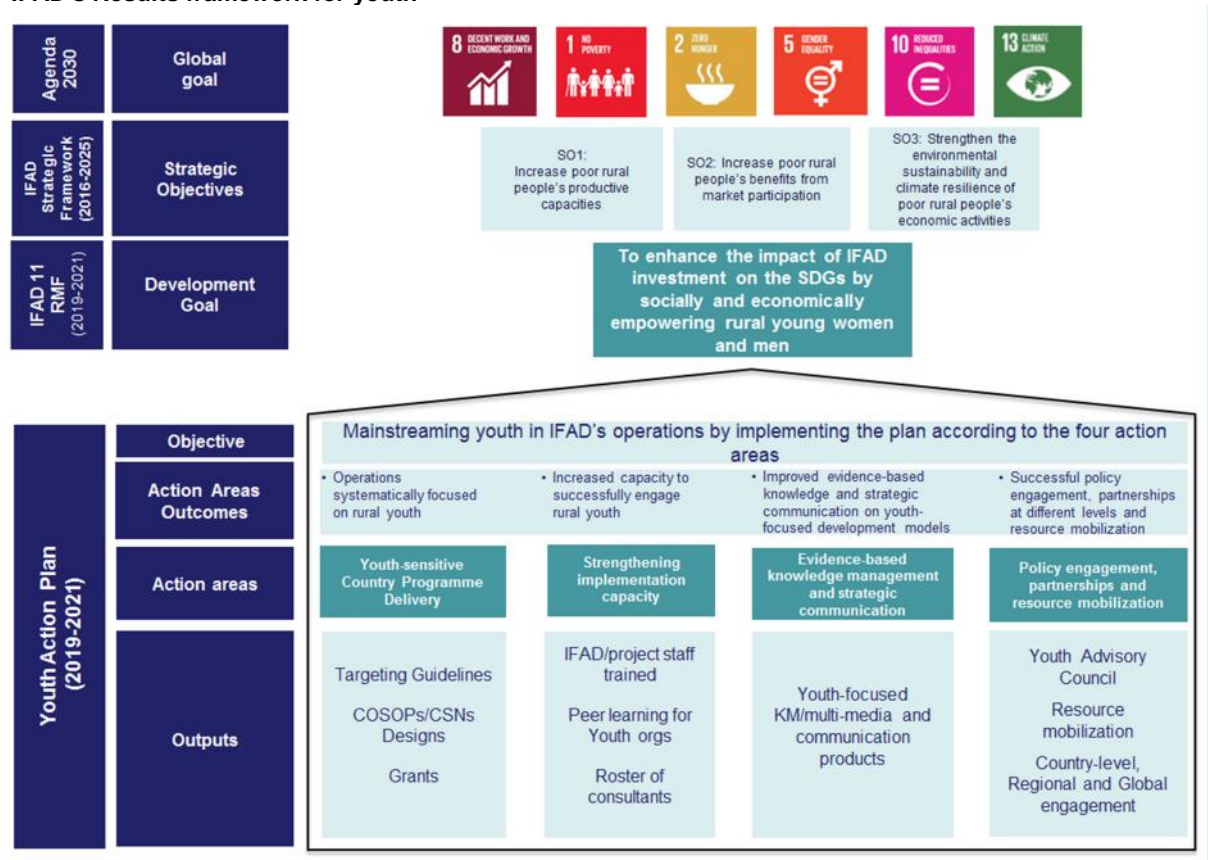 IFAD's Results framework for youth
Agenda
2030
Global
goal
8 DECENT WORK AND
ECONOMIC GROWTH
1 NO
POVERTY
2 ZERO
HUNGER
5 GENDER
EQUALITY
10 REDUCED
INEQUALITIES
13 CLIMATE
ACTION
IFAD
Strategic
Framework
(2016-2025)
Strategic
Objectives
SO1:
Increase poor rural
people's productive
capacities
SO2: Increase poor rural
people's benefits from
market participation
SO3: Strengthen the
environmental
sustainability and
climate resilience of
poor rural people's
economic activities
IFAD 11
RMF
(2019-2021)
Development
Goal
To enhance the impact of IFAD
investment on the SDGs by
socially and economically
empowering rural young women
and men
Youth Action Plan
(2019-2021)
Objective
Mainstreaming youth in IFAD's operations by implementing the plan according to the four action
areas
Action Areas
Outcomes
• Operations
systematically focused
on rural youth
• Increased capacity to
successfully engage
rural youth
• Improved evidence-based
knowledge and strategic
communication on youth-
focused development models
• Successful policy
engagement, partnerships
at different levels and
resource mobilization
Action areas
Youth-sensitive
Country Programme
Delivery
Strengthening
implementation
capacity
Evidence-based
knowledge management
and strategic
communication
Policy engagement,
partnerships and
resource mobilization
Outputs
Targeting Guidelines
COSOPs/CSNs
Designs
Grants
IFAD/project staff
trained
Peer learning for
Youth orgs
Roster of
consultants
Youth-focused
KM/multi-media and
communication
products
Youth Advisory
Council
Resource
mobilization
Country-level,
Regional and Global
engagement